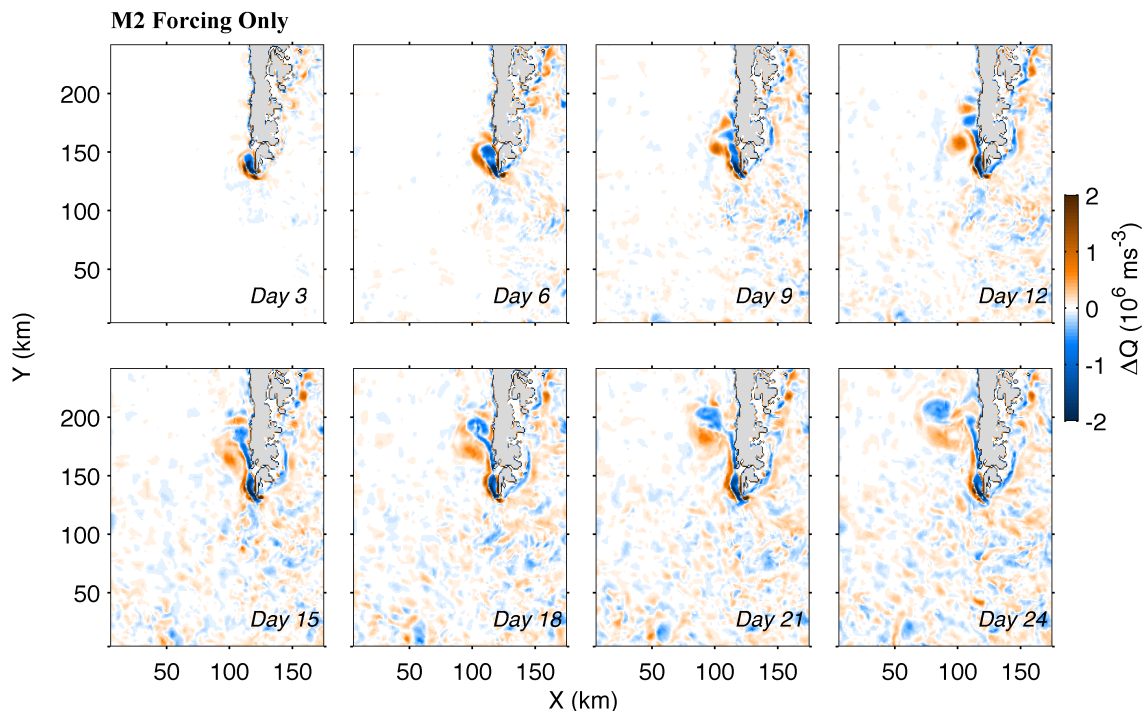 M2 Forcing Only
200
150
100
50
Day 3
Day 6
Day 9
Day 12
2
1
0
-1
-2
ΔQ (10⁶ ms⁻³)
Y (km)
200
150
100
50
Day 15
Day 18
Day 21
Day 24
50 100 150 50 100 150 50 100 150 50 100 150
X (km)